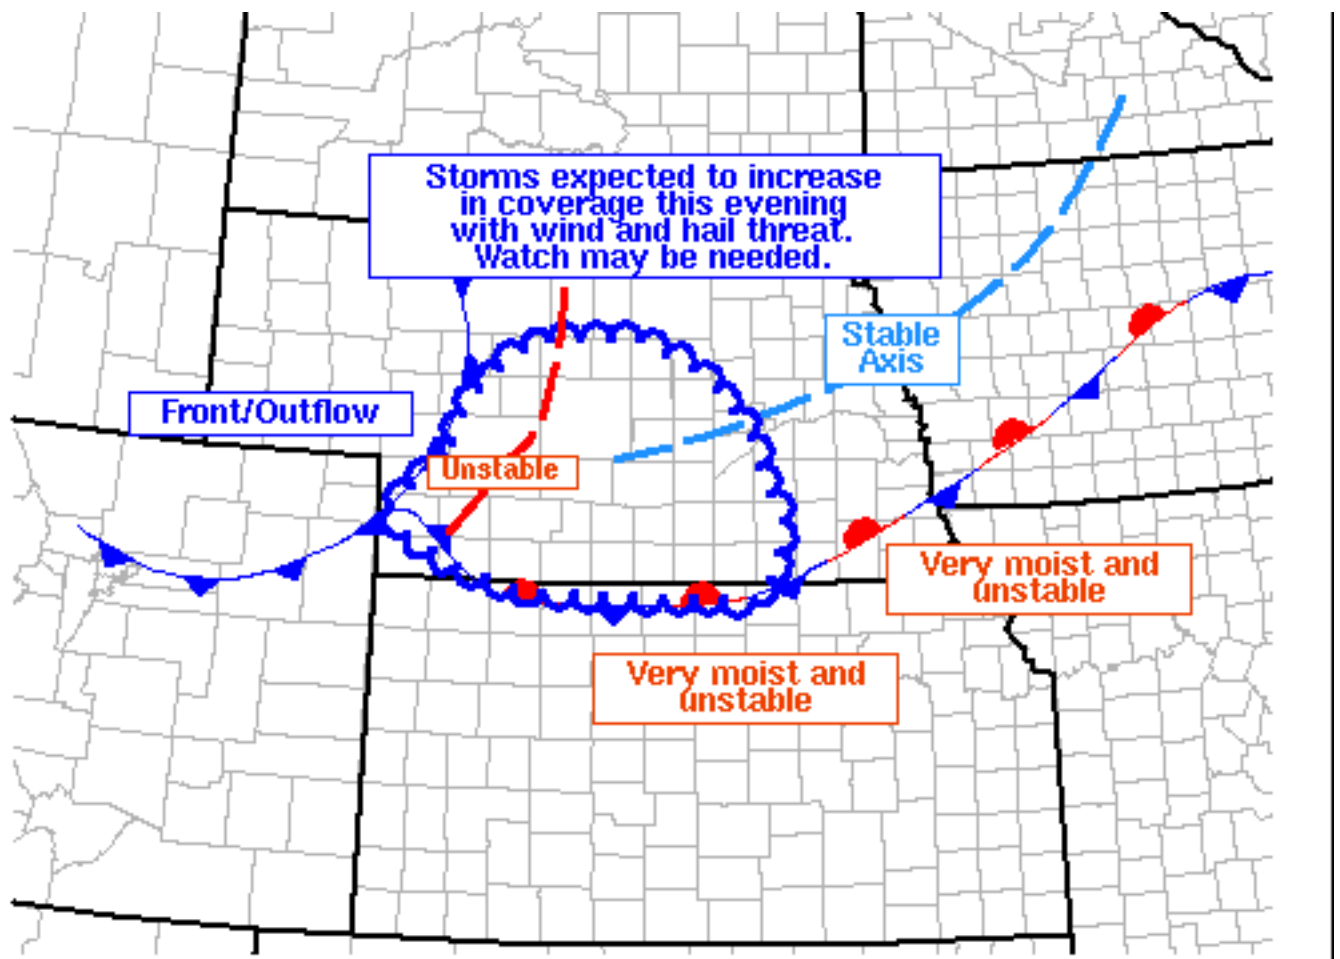 Storms expected to increase
in coverage this evening
with wind and hail threat.
Watch may be needed.
Stable
Axis
Front/Outflow
Unstable
Very moist and
unstable
Very moist and
unstable